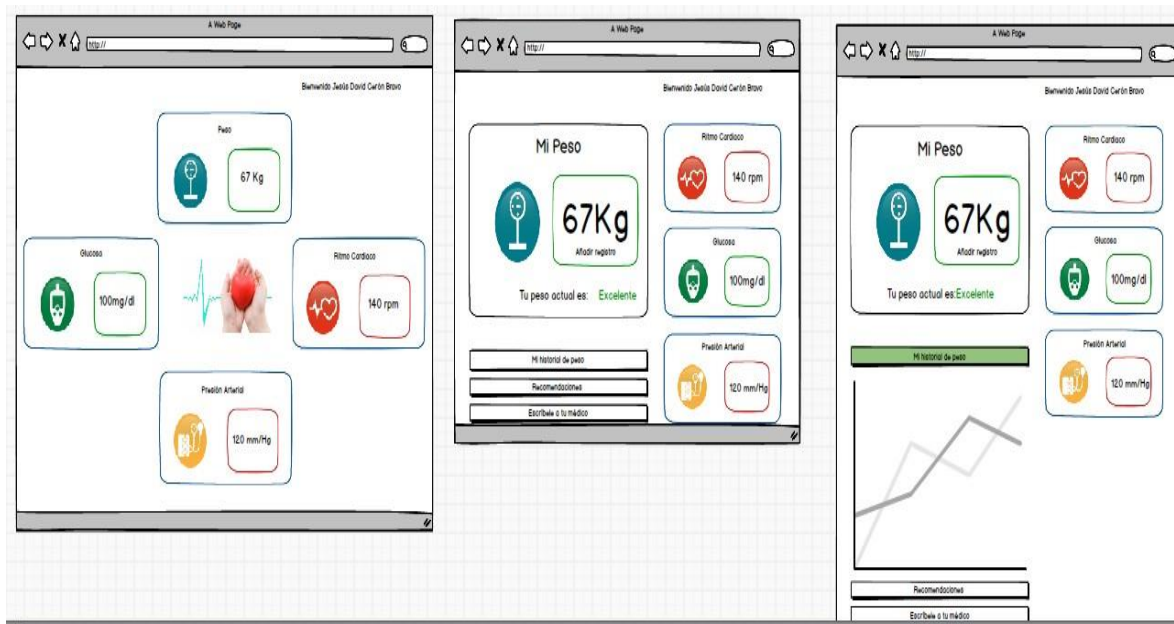 A Web Page
http://
Bienvenido Jesús David Cerón Bravo
Peso
67 Kg
Glucosa
100mg/dl
Ritmo Cardiaco
140 rpm
Presión Arterial
120 mm/Hg
A Web Page
http://
Bienvenido Jesús David Cerón Bravo
Mi Peso
67Kg
Añadir registro
Tu peso actual es: Excelente
Mi historial de peso
Recomendaciones
Escríbele a tu médico
Ritmo Cardiaco
140 rpm
Glucosa
100mg/dl
Presión Arterial
120 mm/Hg
A Web Page
http://
Bienvenido Jesús David Cerón Bravo
Mi Peso
67Kg
Añadir registro
Tu peso actual es:Excelente
Mi historial de peso
Recomendaciones
Escríbele a tu médico
Ritmo Cardiaco
140 rpm
Glucosa
100mg/dl
Presión Arterial
120 mm/Hg